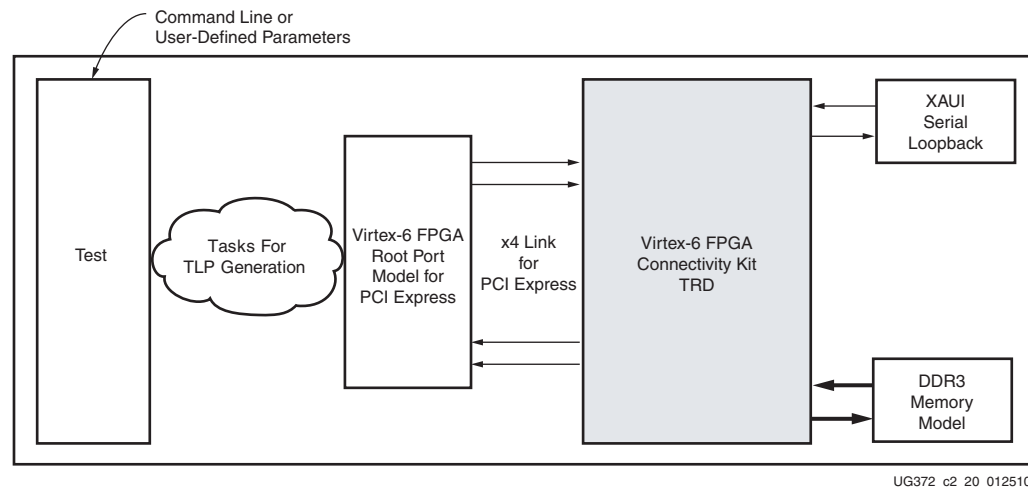 Command Line or
User-Defined Parameters
Test
Tasks For
TLP Generation
Virtex-6 FPGA
Root Port
Model for
PCI Express
x4 Link
for
PCI Express
Virtex-6 FPGA
Connectivity Kit
TRD
XAUI
Serial
Loopback
DDR3
Memory
Model
UG372_c2_20_012510